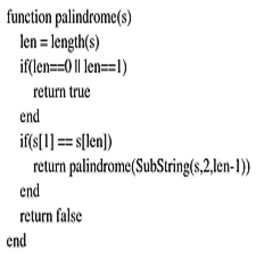 function palindrome(s)
len = length(s)
if(len==0 || len==1)
return true
end
if(s[1] == s[len])
return palindrome(SubString(s,2,len-1))
end
return false
end